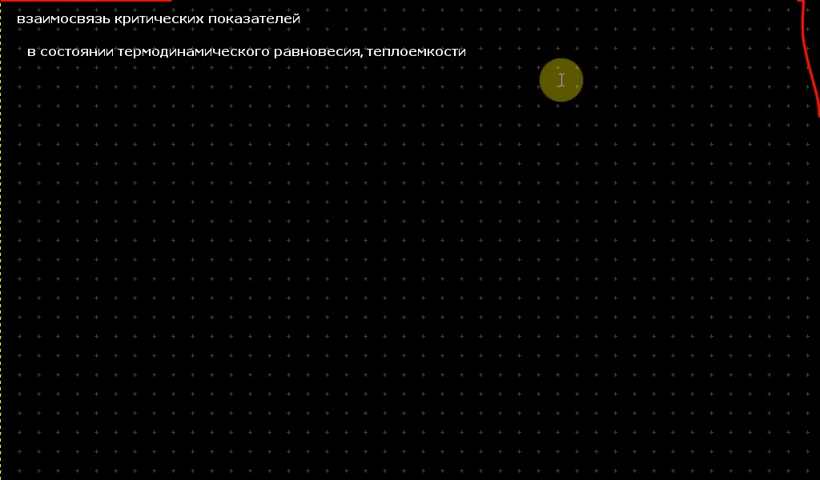 взаимосвязь критических показателей
в состоянии термодинамического равновесия, теплоемкости